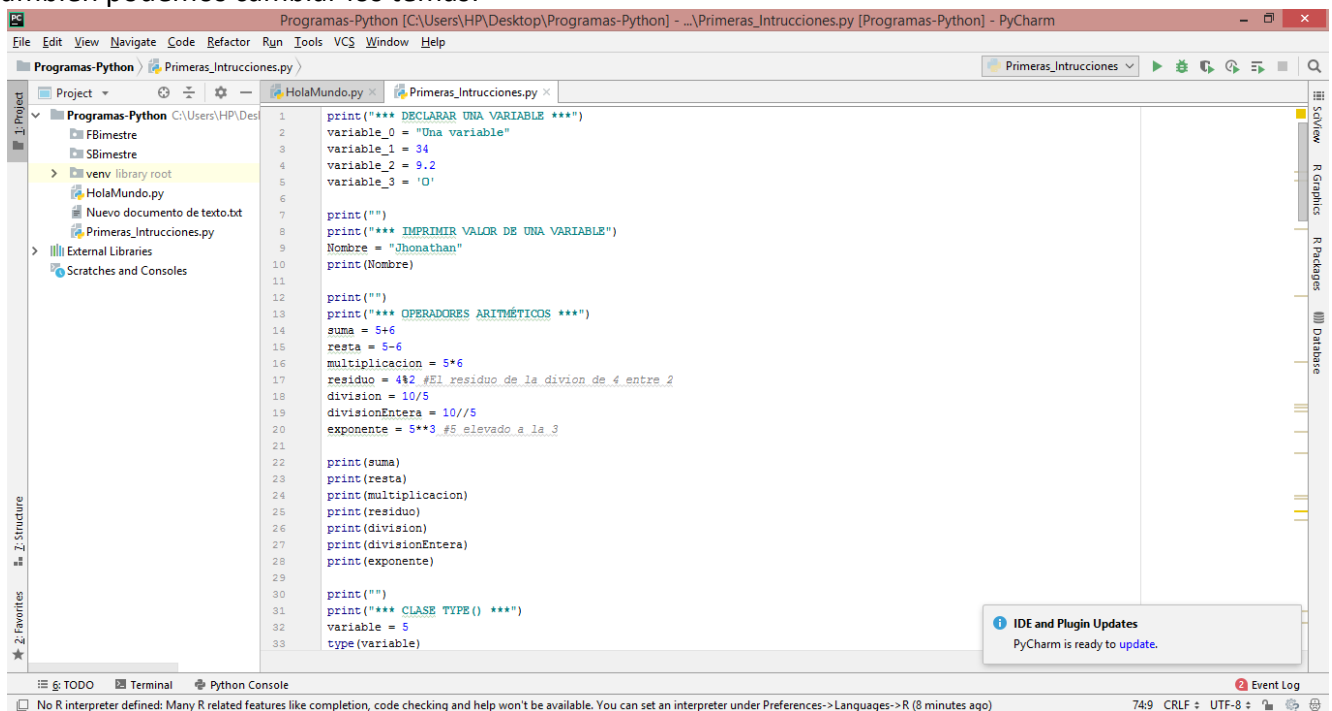 también podemos cambiar los temas.
PC Programas-Python [C:\Users\HP\Desktop\Programas-Python] - ...\Primeras_Intrucciones.py [Programas-Python] - PyCharm
File Edit View Navigate Code Refactor Run Tools VCS Window Help
Programas-Python Primeras_Intrucciones.py Primeras_Intrucciones
Project HolaMundo.py Primeras_Intrucciones.py
1: Project
Programas-Python C:\Users\HP\Desl
FBimestre
SBimestre
venv library root
HolaMundo.py
Nuevo documento de texto.txt
Primeras_Intrucciones.py
External Libraries
Scratches and Consoles
7: Structure
2: Favorites
1 print("*** DECLARAR UNA VARIABLE ***")
2 variable_0 = "Una variable"
3 variable_1 = 34
4 variable_2 = 9.2
5 variable_3 = 'O'
6
7 print("")
8 print("*** IMPRIMIR VALOR DE UNA VARIABLE")
9 Nombre = "Jhonathan"
10 print(Nombre)
11
12 print("")
13 print("*** OPERADORES ARITMÉTICOS ***")
14 suma = 5+6
15 resta = 5-6
16 multiplicacion = 5*6
17 residuo = 4%2 #El residuo de la divion de 4 entre 2
18 division = 10/5
19 divisionEntera = 10//5
20 exponente = 5**3 #5 elevado a la 3
21
22 print(suma)
23 print(resta)
24 print(multiplicacion)
25 print(residuo)
26 print(division)
27 print(divisionEntera)
28 print(exponente)
29
30 print("")
31 print("*** CLASE TYPE() ***")
32 variable = 5
33 type(variable)
SciView
R Graphics
R Packages
Database
IDE and Plugin Updates
PyCharm is ready to update.
6: TODO Terminal Python Console 2 Event Log
No R interpreter defined: Many R related features like completion, code checking and help won't be available. You can set an interpreter under Preferences->Languages->R (8 minutes ago) 74:9 CRLF UTF-8